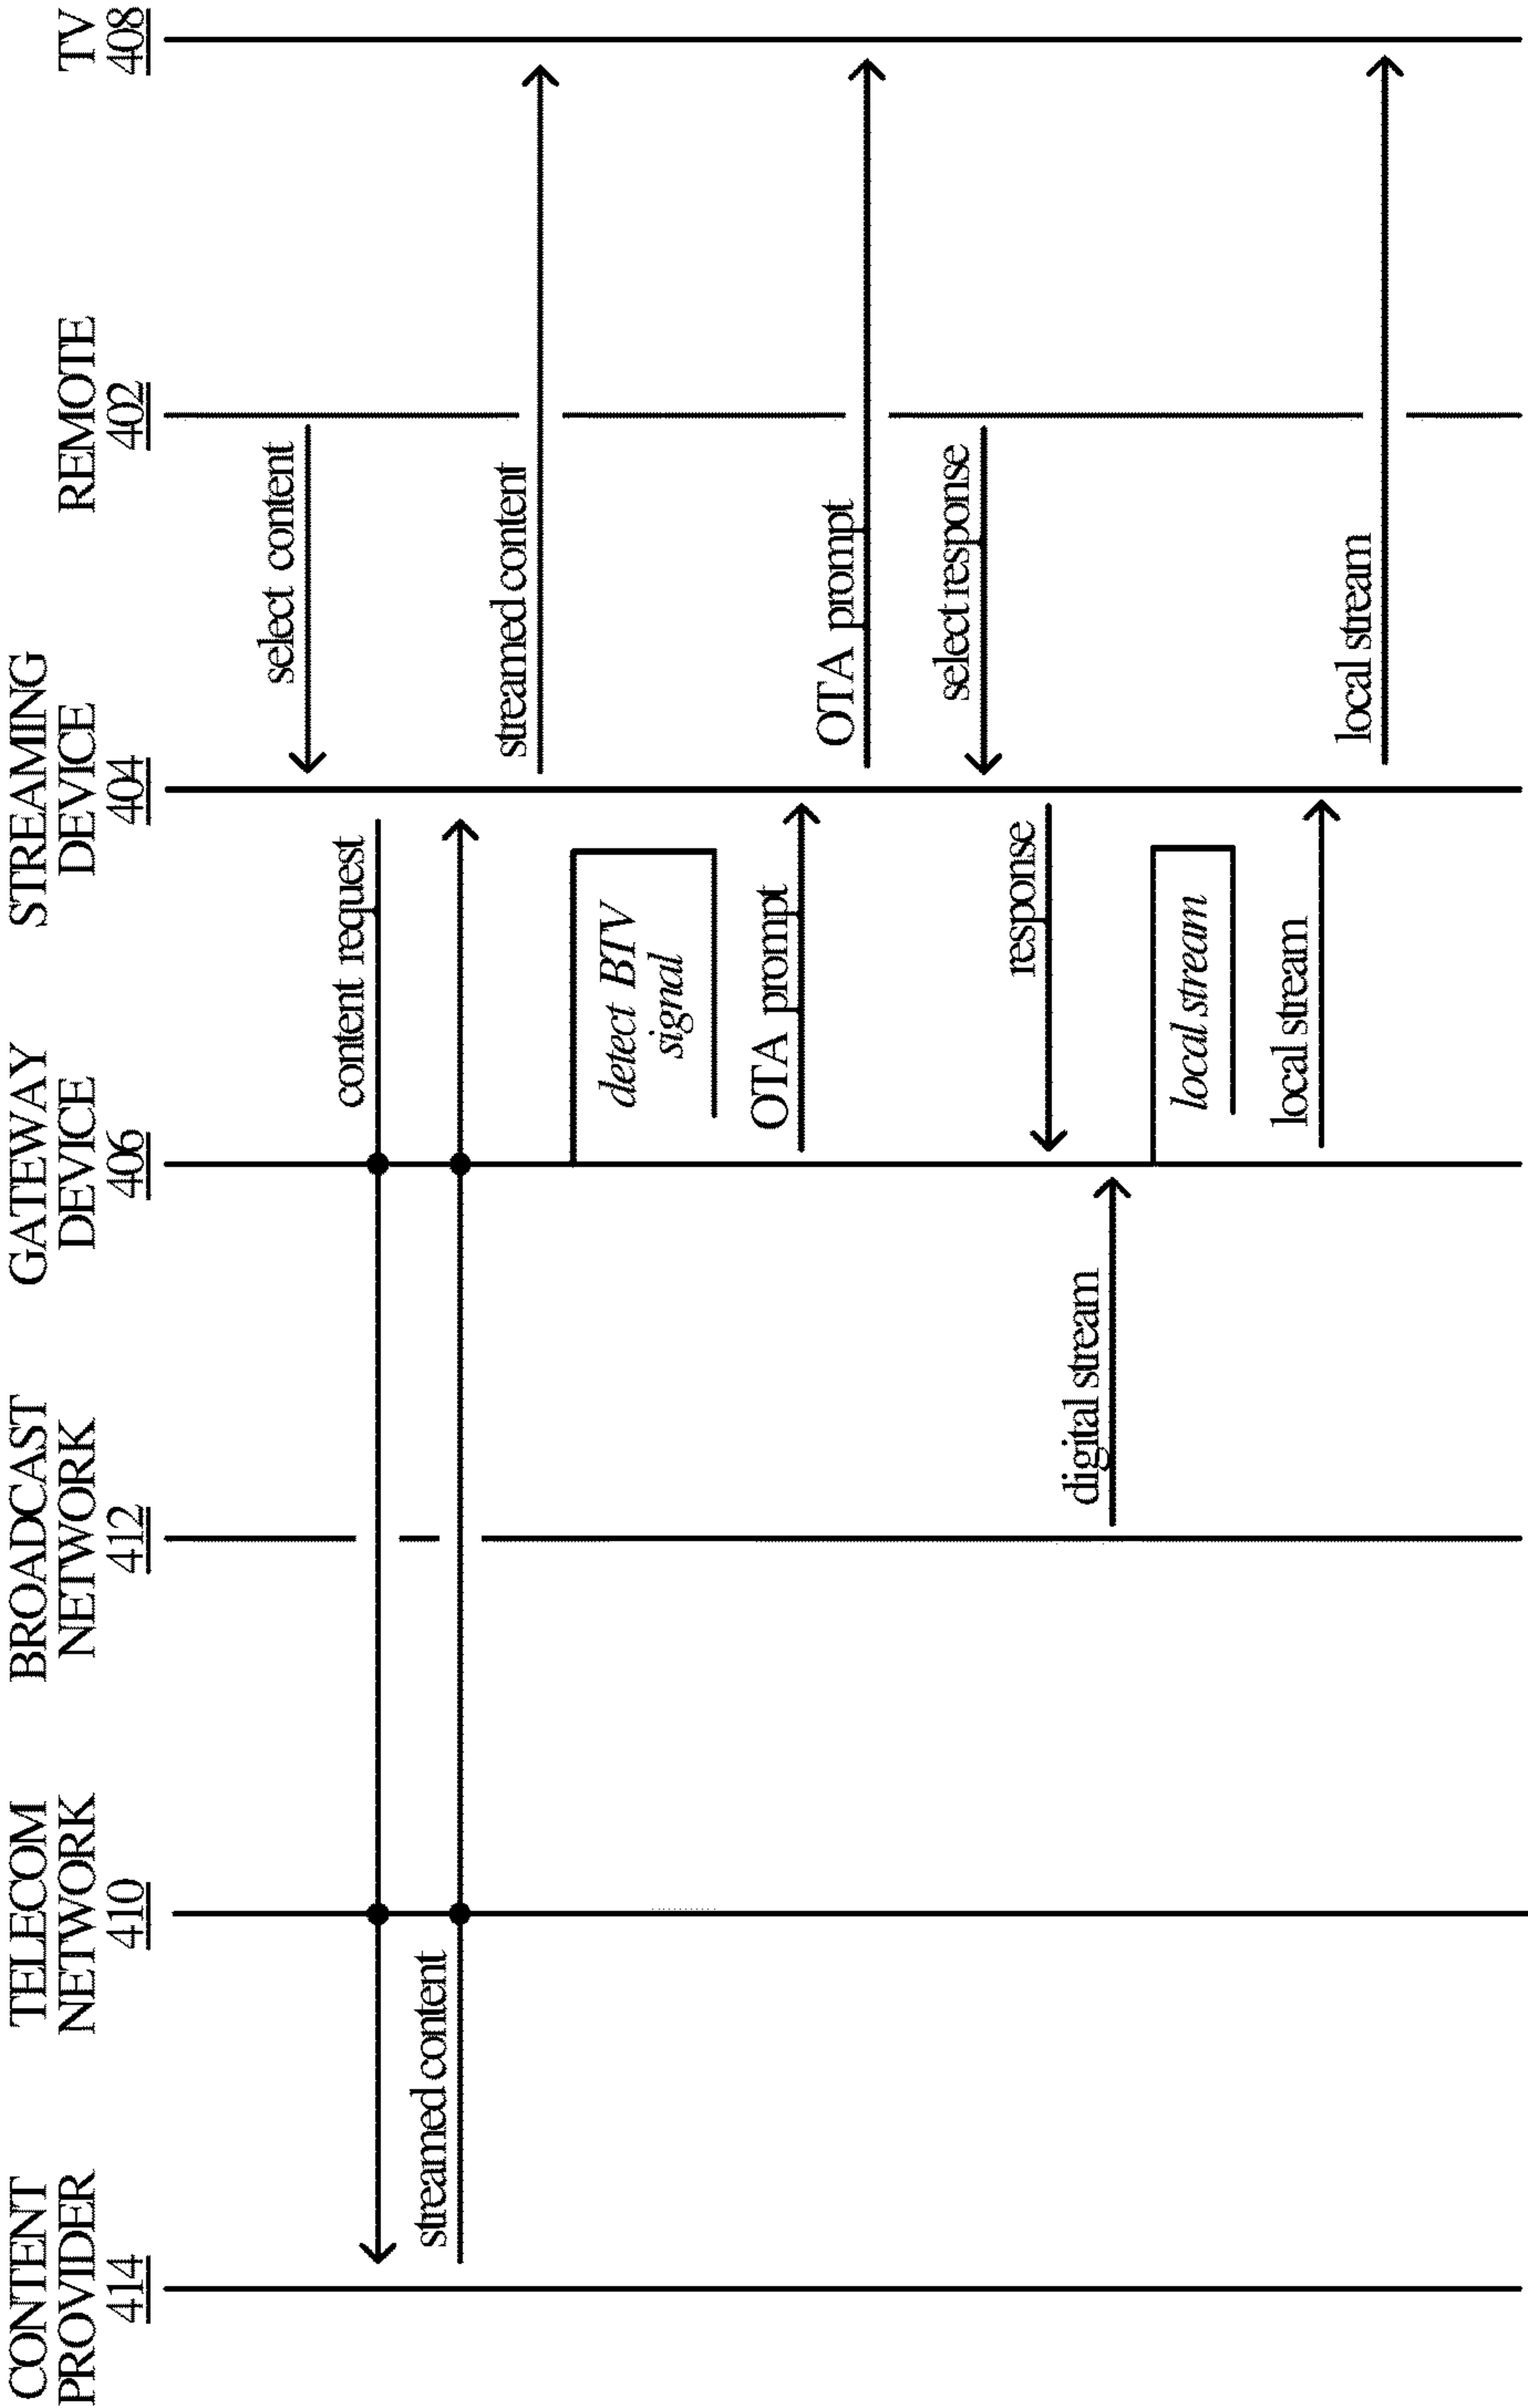 CONTENT
PROVIDER
414
TELECOM
NETWORK
410
BROADCAST
NETWORK
412
GATEWAY
DEVICE
406
STREAMING
DEVICE
404
REMOTE
402
TV
408
select content
content request
streamed content
streamed content
detect BTV
signal
OTA prompt
OTA prompt
select response
response
digital stream
local stream
local stream
local stream